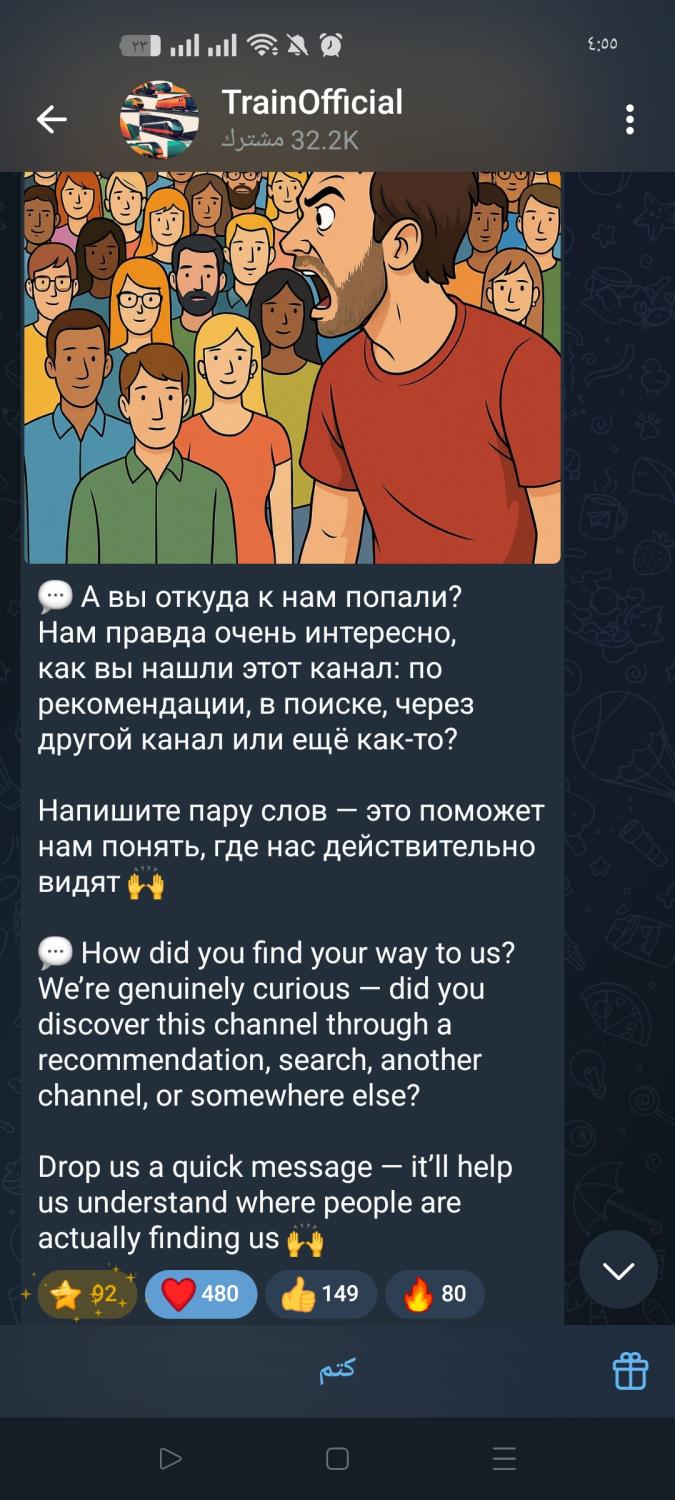 ٢٣
٤:٥٥
TrainOfficial
32.2K مشترك
💬 А вы откуда к нам попали?
Нам правда очень интересно,
как вы нашли этот канал: по
рекомендации, в поиске, через
другой канал или ещё как-то?
Напишите пару слов — это поможет
нам понять, где нас действительно
видят 🙌
💬 How did you find your way to us?
We’re genuinely curious — did you
discover this channel through a
recommendation, search, another
channel, or somewhere else?
Drop us a quick message — it’ll help
us understand where people are
actually finding us 🙌
⭐ 92 ❤️ 480 👍 149 🔥 80
كتم